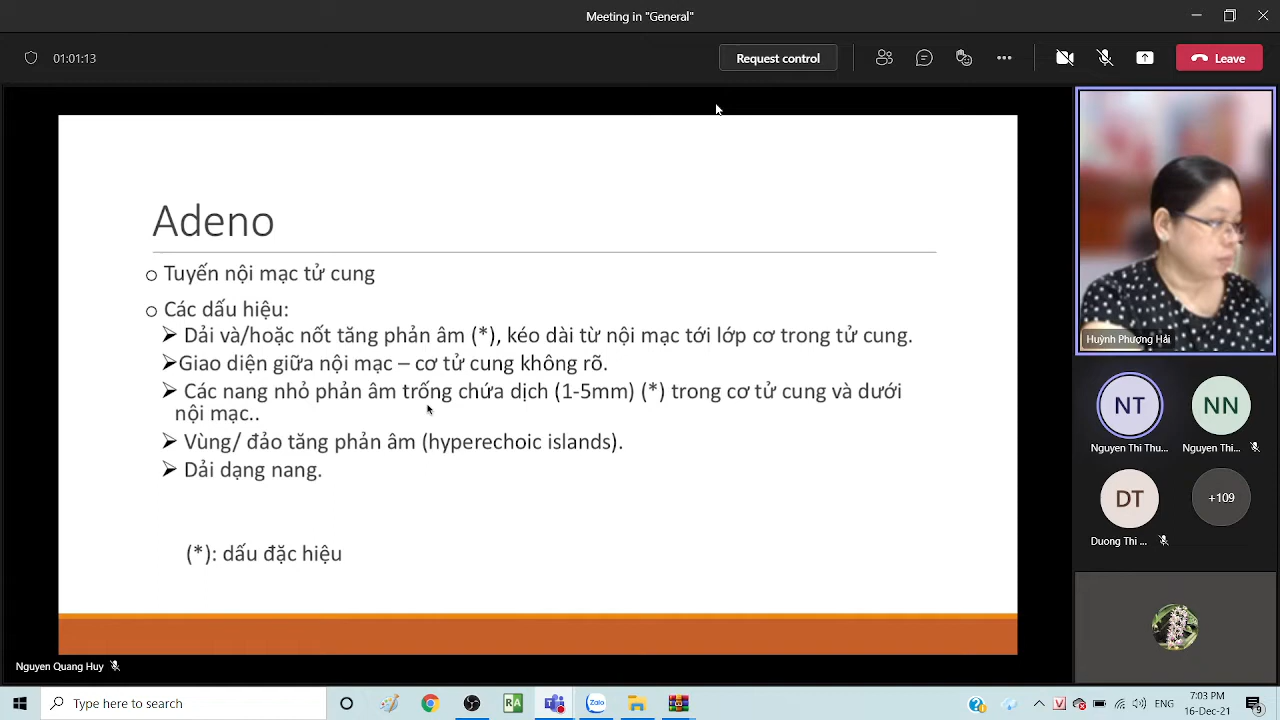 Meeting in "General"
01:01:13
Request control
Leave
Adeno
Tuyến nội mạc tử cung
Các dấu hiệu:
Dải và/hoặc nốt tăng phản âm (*), kéo dài từ nội mạc tới lớp cơ trong tử cung.
Giao diện giữa nội mạc – cơ tử cung không rõ.
Các nang nhỏ phản âm trống chứa dịch (1-5mm) (*) trong cơ tử cung và dưới
nội mạc..
Vùng/ đảo tăng phản âm (hyperechoic islands).
Dải dạng nang.
(*): dấu đặc hiệu
Huỳnh Phượng Hải
NT
NN
Nguyen Thi Thu...
Nguyen Thi ...
DT
+109
Duong Thi ...
Nguyen Quang Huy
Type here to search
RA
Zalo
V
7:03 PM
16-Dec-21
9